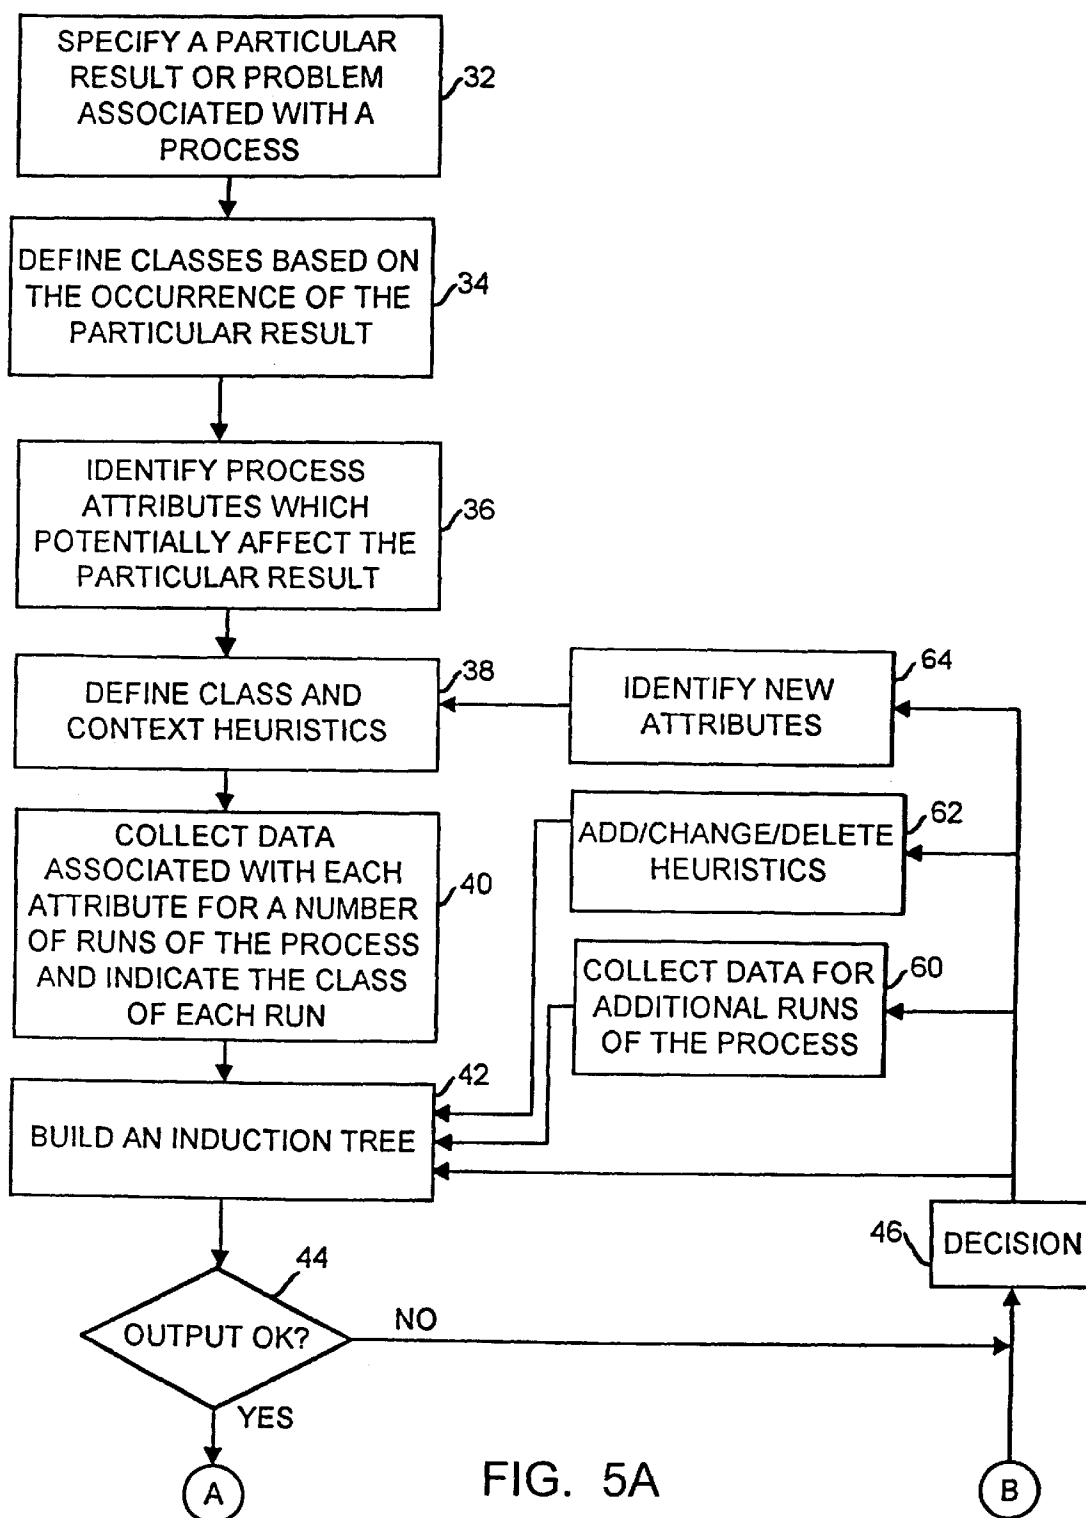 SPECIFY A PARTICULAR
RESULT OR PROBLEM
ASSOCIATED WITH A
PROCESS
32
DEFINE CLASSES BASED ON
THE OCCURRENCE OF THE
PARTICULAR RESULT
34
IDENTIFY PROCESS
ATTRIBUTES WHICH
POTENTIALLY AFFECT THE
PARTICULAR RESULT
36
DEFINE CLASS AND
CONTEXT HEURISTICS
38
IDENTIFY NEW
ATTRIBUTES
64
COLLECT DATA
ASSOCIATED WITH EACH
ATTRIBUTE FOR A NUMBER
OF RUNS OF THE PROCESS
AND INDICATE THE CLASS
OF EACH RUN
40
ADD/CHANGE/DELETE
HEURISTICS
62
COLLECT DATA FOR
ADDITIONAL RUNS
OF THE PROCESS
60
BUILD AN INDUCTION TREE
42
46
DECISION
44
OUTPUT OK?
NO
YES
A
FIG. 5A
B